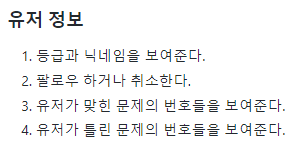 유저 정보
1. 등급과 닉네임을 보여준다.
2. 팔로우 하거나 취소한다.
3. 유저가 맞힌 문제의 번호들을 보여준다.
4. 유저가 틀린 문제의 번호들을 보여준다.